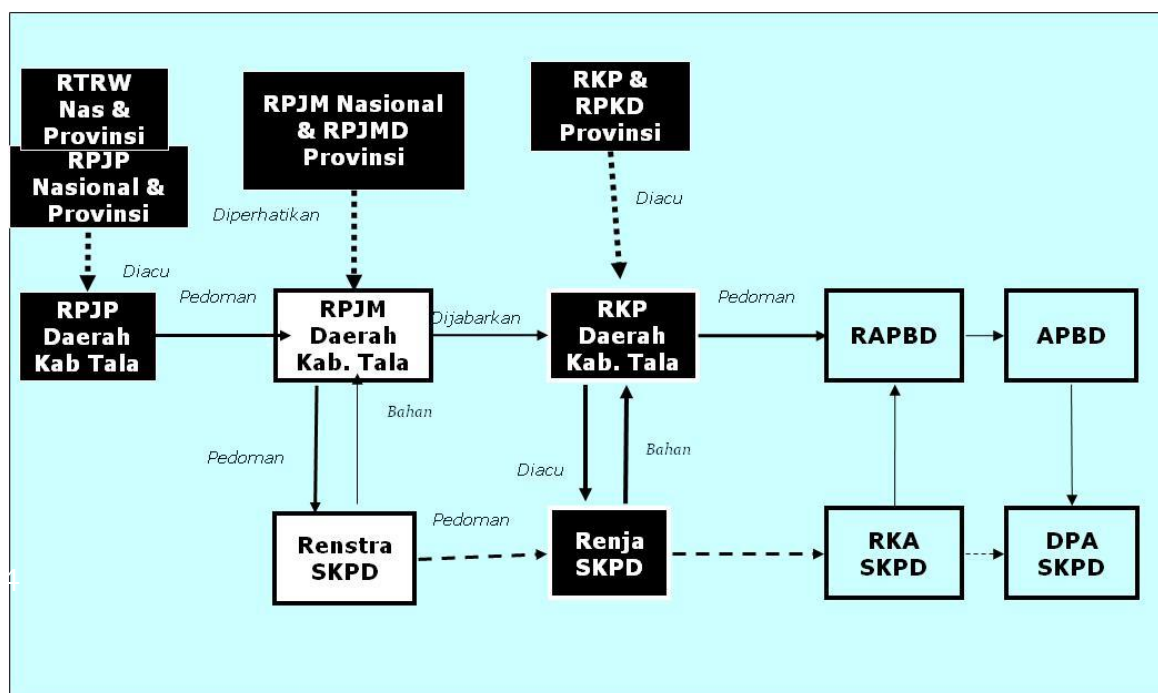 RTRW
Nas &
Provinsi
RPJP
Nasional &
Provinsi
RPJM Nasional
& RPJMD
Provinsi
RKP &
RPKD
Provinsi
Diacu
Diperhatikan
Diacu
RPJP
Daerah
Kab Tala
Pedoman
RPJM
Daerah
Kab. Tala
Dijabarkan
RKP
Daerah
Kab. Tala
Pedoman
RAPBD
APBD
Pedoman
Bahan
Diacu
Bahan
Renstra
SKPD
Pedoman
Renja
SKPD
RKA
SKPD
DPA
SKPD
4